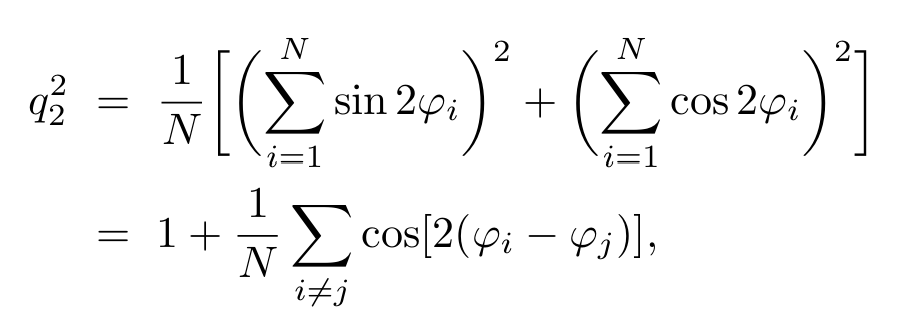 q_2^2 = \frac{1}{N}\left[\left(\sum_{i=1}^{N} \sin 2\varphi_i\right)^2 + \left(\sum_{i=1}^{N} \cos 2\varphi_i\right)^2\right]
= 1 + \frac{1}{N} \sum_{i \neq j} \cos[2(\varphi_i - \varphi_j)],